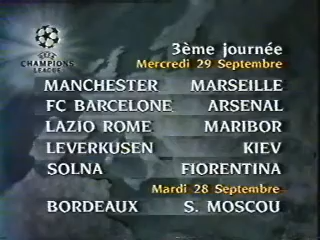 3ème journée
CHAMPIONS
LEAGUE
Mercredi 29 Septembre
MANCHESTER MARSEILLE
FC BARCELONE ARSENAL
LAZIO ROME MARIBOR
LEVERKUSEN KIEV
SOLNA FIORENTINA
Mardi 28 Septembre
BORDEAUX S. MOSCOU